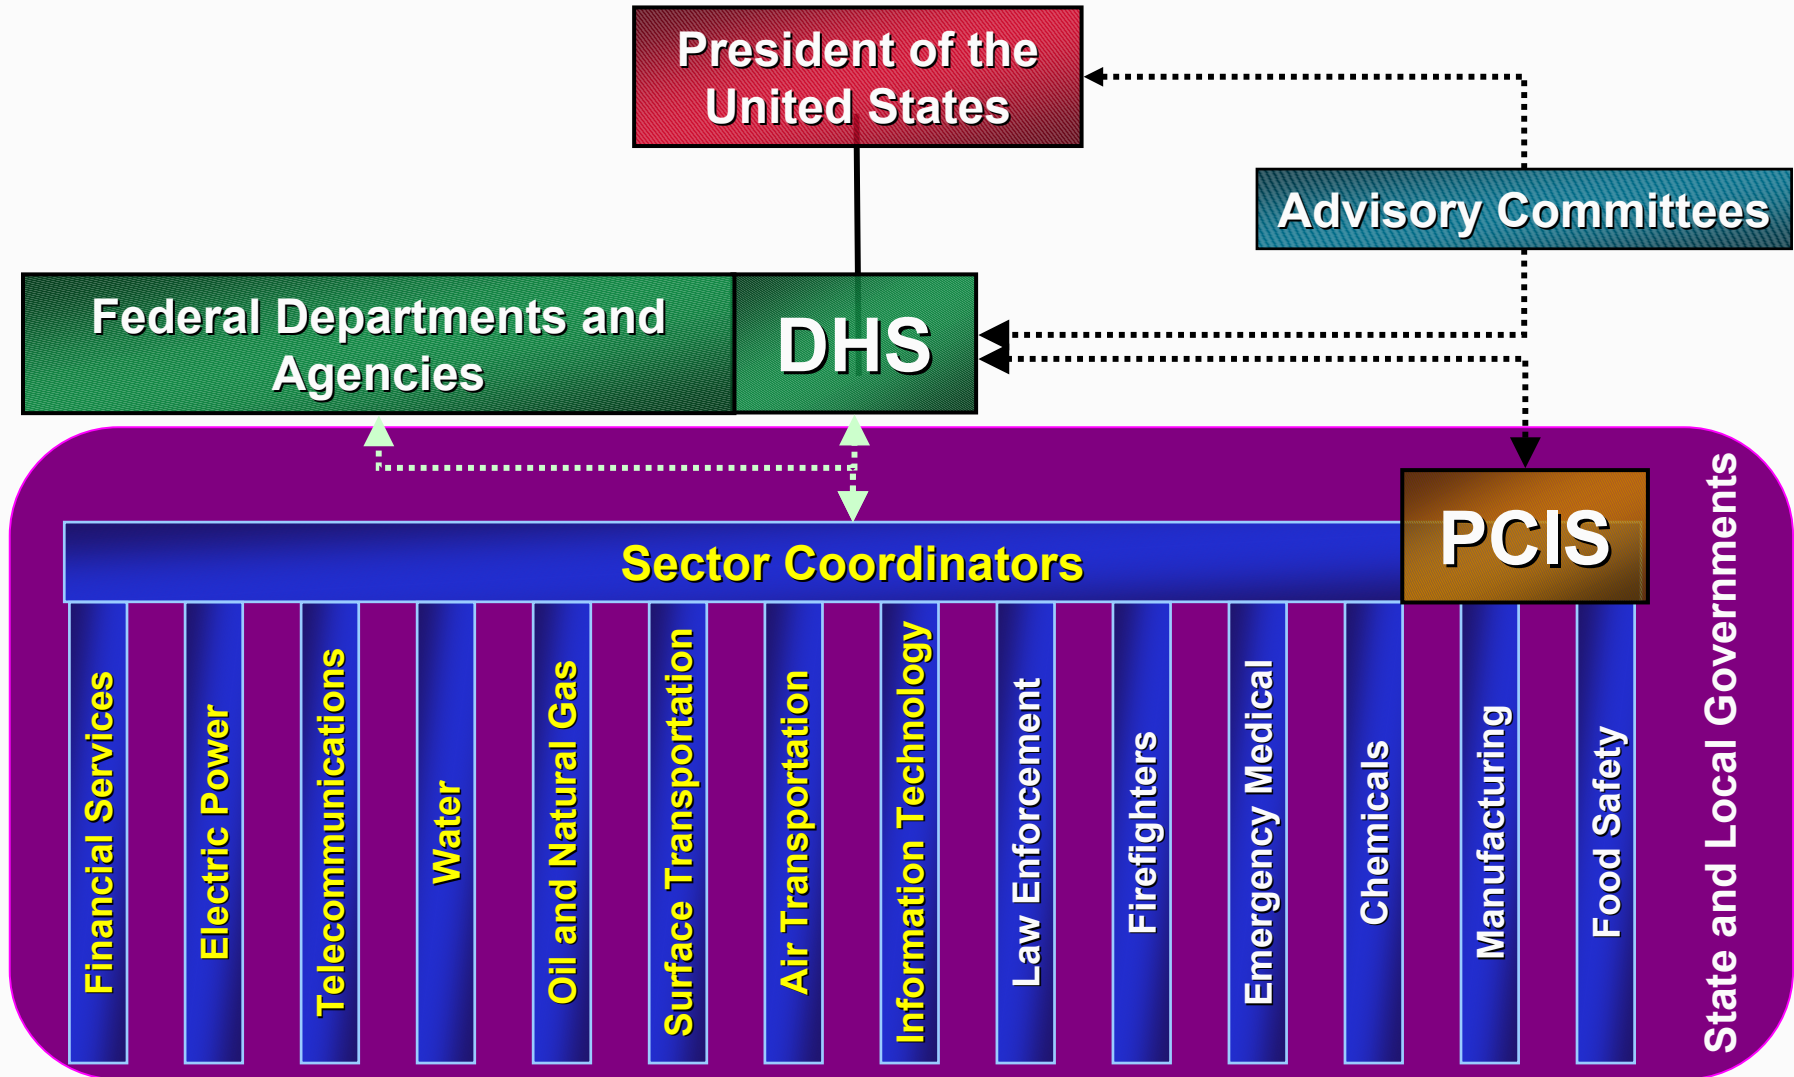 President of the
United States
Advisory Committees
Federal Departments and
Agencies
DHS
PCIS
Sector Coordinators
Financial Services
Electric Power
Telecommunications
Water
Oil and Natural Gas
Surface Transportation
Air Transportation
Information Technology
Law Enforcement
Firefighters
Emergency Medical
Chemicals
Manufacturing
Food Safety
State and Local Governments